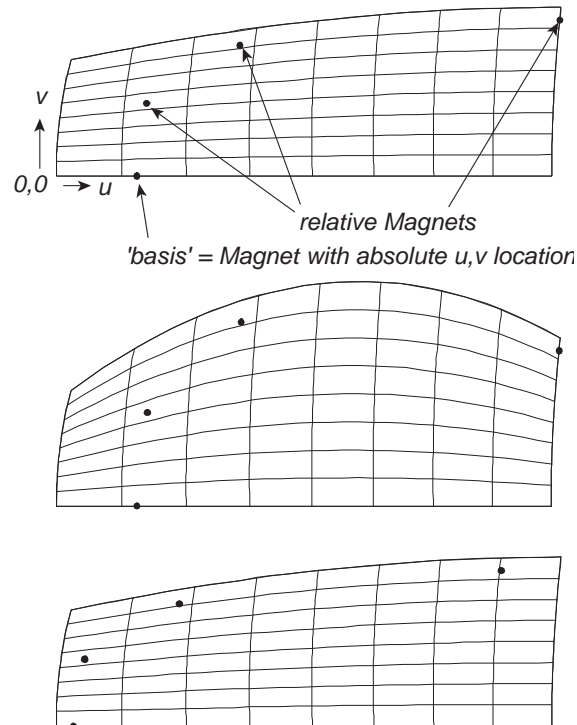 v
0,0
u
relative Magnets
'basis' = Magnet with absolute u,v location